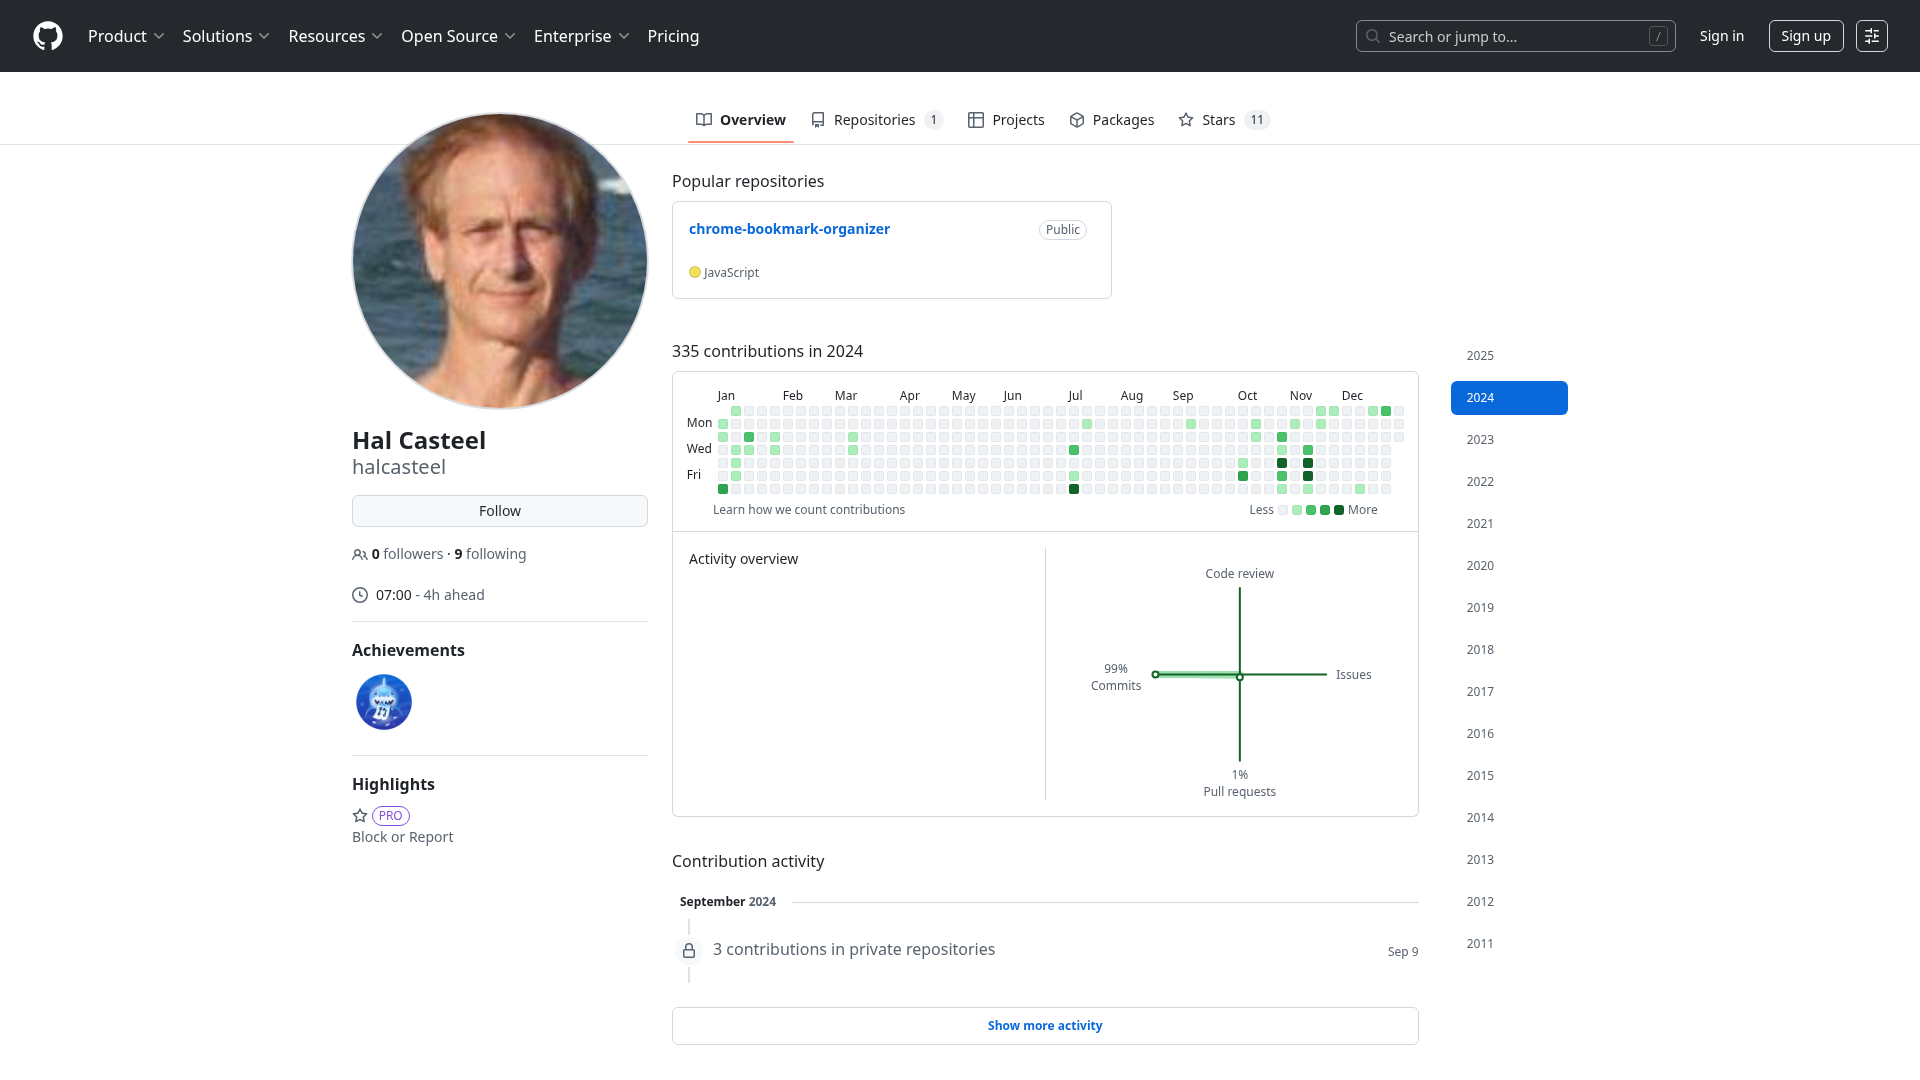 Product
Solutions
Resources
Open Source
Enterprise
Pricing
Search or jump to...
/
Sign in
Sign up
Overview
Repositories 1
Projects
Packages
Stars 11
Hal Casteel
halcasteel
Follow
0 followers · 9 following
07:00 - 4h ahead
Achievements
Highlights
PRO
Block or Report
Popular repositories
chrome-bookmark-organizer
Public
JavaScript
335 contributions in 2024
Jan Feb Mar Apr May Jun Jul Aug Sep Oct Nov Dec
Mon
Wed
Fri
Learn how we count contributions
Less
More
Activity overview
Code review
99%
Commits
Issues
1%
Pull requests
Contribution activity
September 2024
3 contributions in private repositories
Sep 9
Show more activity
2025
2024
2023
2022
2021
2020
2019
2018
2017
2016
2015
2014
2013
2012
2011